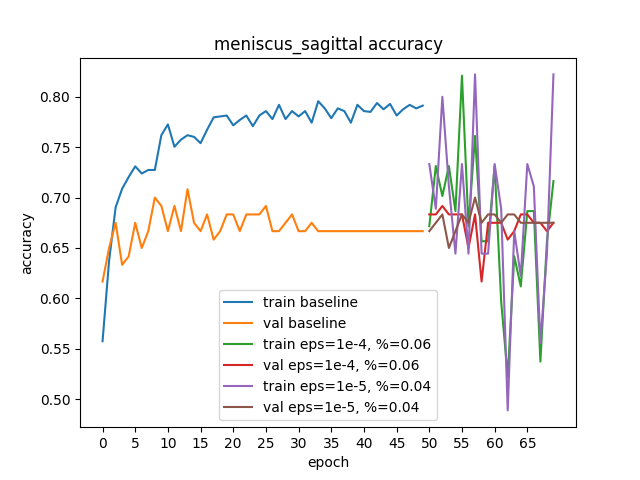 meniscus_sagittal accuracy
accuracy
0.80
0.75
0.70
0.65
0.60
0.55
0.50
train baseline
val baseline
train eps=1e-4, %=0.06
val eps=1e-4, %=0.06
train eps=1e-5, %=0.04
val eps=1e-5, %=0.04
0 5 10 15 20 25 30 35 40 45 50 55 60 65
epoch